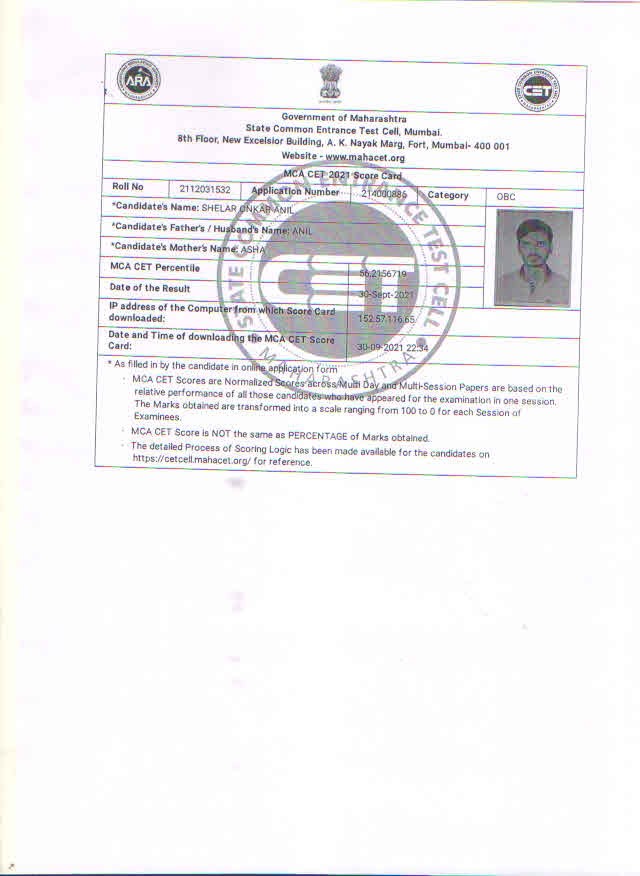 ARA
CET
Government of Maharashtra
State Common Entrance Test Cell, Mumbai.
8th Floor, New Excelsior Building, A. K. Nayak Marg, Fort, Mumbai- 400 001
Website - www.mahacet.org
MCA CET 2021 Score Card
Roll No 2112031532 Application Number 214000885 Category OBC
*Candidate's Name: SHELAR ONKAR ANIL
*Candidate's Father's / Husband's Name: ANIL
*Candidate's Mother's Name: ASHA
MCA CET Percentile 56.2156719
Date of the Result 30-Sept-2021
IP address of the Computer from which Score Card
downloaded: 152.57.116.65
Date and Time of downloading the MCA CET Score
Card: 30-09-2021 22:34
* As filled in by the candidate in online application form
· MCA CET Scores are Normalized Scores across Multi Day and Multi-Session Papers are based on the
relative performance of all those candidates who have appeared for the examination in one session.
The Marks obtained are transformed into a scale ranging from 100 to 0 for each Session of
Examinees.
· MCA CET Score is NOT the same as PERCENTAGE of Marks obtained.
· The detailed Process of Scoring Logic has been made available for the candidates on
https://cetcell.mahacet.org/ for reference.
STATE COMMON ENTRANCE TEST CELL
MAHARASHTRA